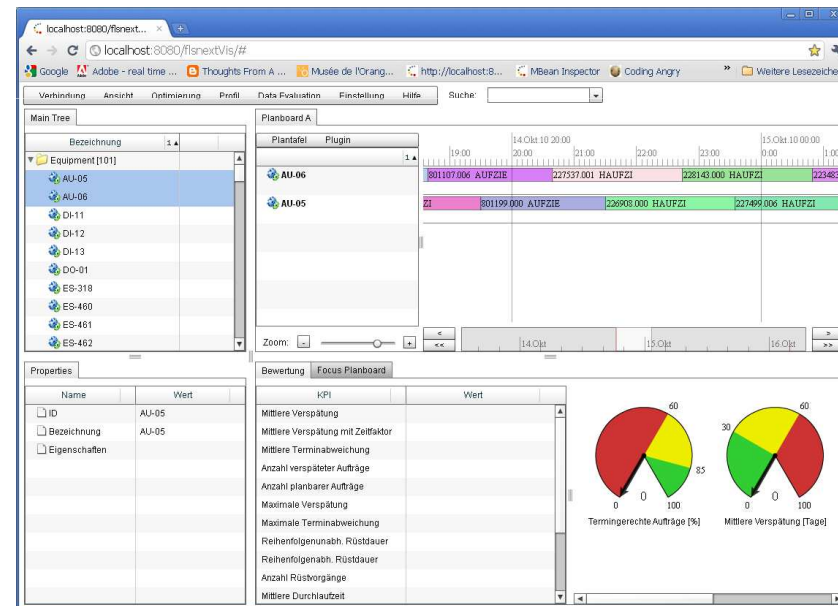 localhost:8080/flsnext...
localhost:8080/flsnextVis/#
Google Adobe - real time ... Thoughts From A ... Musée de l'Orang... http://localhost:8... MBean Inspector Coding Angry » Weitere Lesezeiche
Verbindung Ansicht Optimierung Profil Data Evaluation Einstellung Hilfe Suche:
Main Tree
Bezeichnung 1
Equipment [101]
AU-05
AU-06
DI-11
DI-12
DI-13
DO-01
ES-318
ES-460
ES-461
ES-462
Planboard A
Plantafel Plugin
1
14.Okt 10 20:00 15.Okt 10 00:00
19:00 20:00 21:00 22:00 23:00 0:00 1:00
AU-06 801107.006 AUFZIE 227537.001 HAUFZI 228143.000 HAUFZI 223483
AU-05 ZI 801199.000 AUFZIE 226908.000 HAUFZI 227499.006 HAUFZI
Zoom: - + < << 14.Okt 15.Okt 16.Okt > >>
Properties
Name Wert
ID AU-05
Bezeichnung AU-05
Eigenschaften
Bewertung Focus Planboard
KPI Wert
Mittlere Verspätung
Mittlere Verspätung mit Zeitfaktor
Mittlere Terminabweichung
Anzahl verspäteter Aufträge
Anzahl planbarer Aufträge
Maximale Verspätung
Maximale Terminabweichung
Reihenfolgenunabh. Rüstdauer
Reihenfolgenabh. Rüstdauer
Anzahl Rüstvorgänge
Mittlere Durchlaufzeit
60
85
0 0 100
Termingerechte Aufträge [%]
60
30
0 0 100
Mittlere Verspätung [Tage]